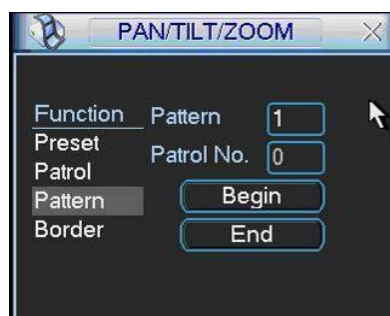 PAN/TILT/ZOOM
Function
Preset
Patrol
Pattern
Border
Pattern 1
Patrol No. 0
Begin
End